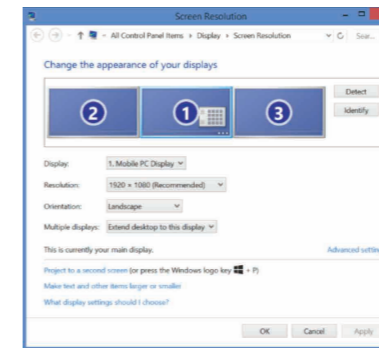 Screen Resolution
All Control Panel Items
Display
Screen Resolution
Sear...
Change the appearance of your displays
2
1
3
Detect
Identify
Display: 1. Mobile PC Display
Resolution: 1920 × 1080 (Recommended)
Orientation: Landscape
Multiple displays: Extend desktop to this display
This is currently your main display.
Advanced settin
Project to a second screen (or press the Windows logo key + P)
Make text and other items larger or smaller
What display settings should I choose?
OK
Cancel
Apply